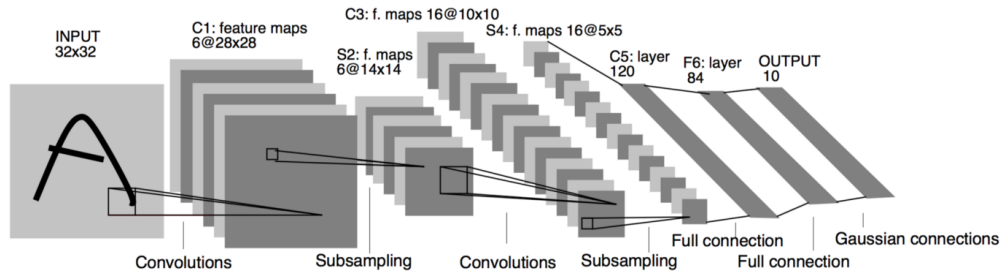 INPUT
32x32
C1: feature maps
6@28x28
S2: f. maps
6@14x14
C3: f. maps 16@10x10
S4: f. maps 16@5x5
C5: layer
120
F6: layer
84
OUTPUT
10
Convolutions
Subsampling
Convolutions
Subsampling
Full connection
Full connection
Gaussian connections